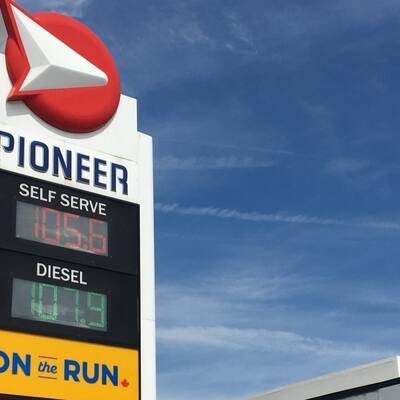 PIONEER
SELF SERVE
105.6
DIESEL
107.9
ON the RUN